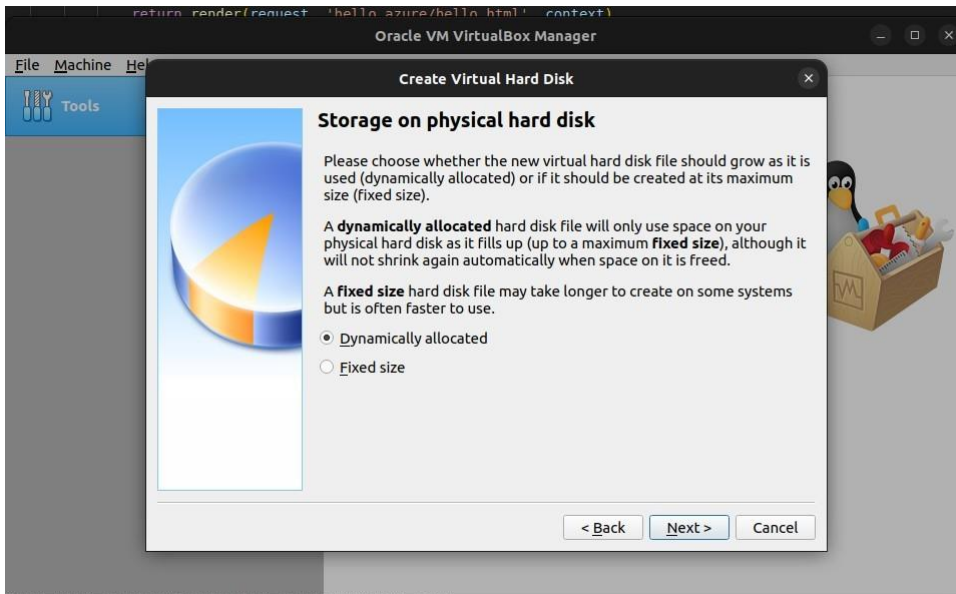 return render(request, 'hello_azure/hello.html', context)
Oracle VM VirtualBox Manager
File Machine Hel
Tools
Create Virtual Hard Disk
Storage on physical hard disk
Please choose whether the new virtual hard disk file should grow as it is
used (dynamically allocated) or if it should be created at its maximum
size (fixed size).
A dynamically allocated hard disk file will only use space on your
physical hard disk as it fills up (up to a maximum fixed size), although it
will not shrink again automatically when space on it is freed.
A fixed size hard disk file may take longer to create on some systems
but is often faster to use.
Dynamically allocated
Fixed size
< Back Next > Cancel